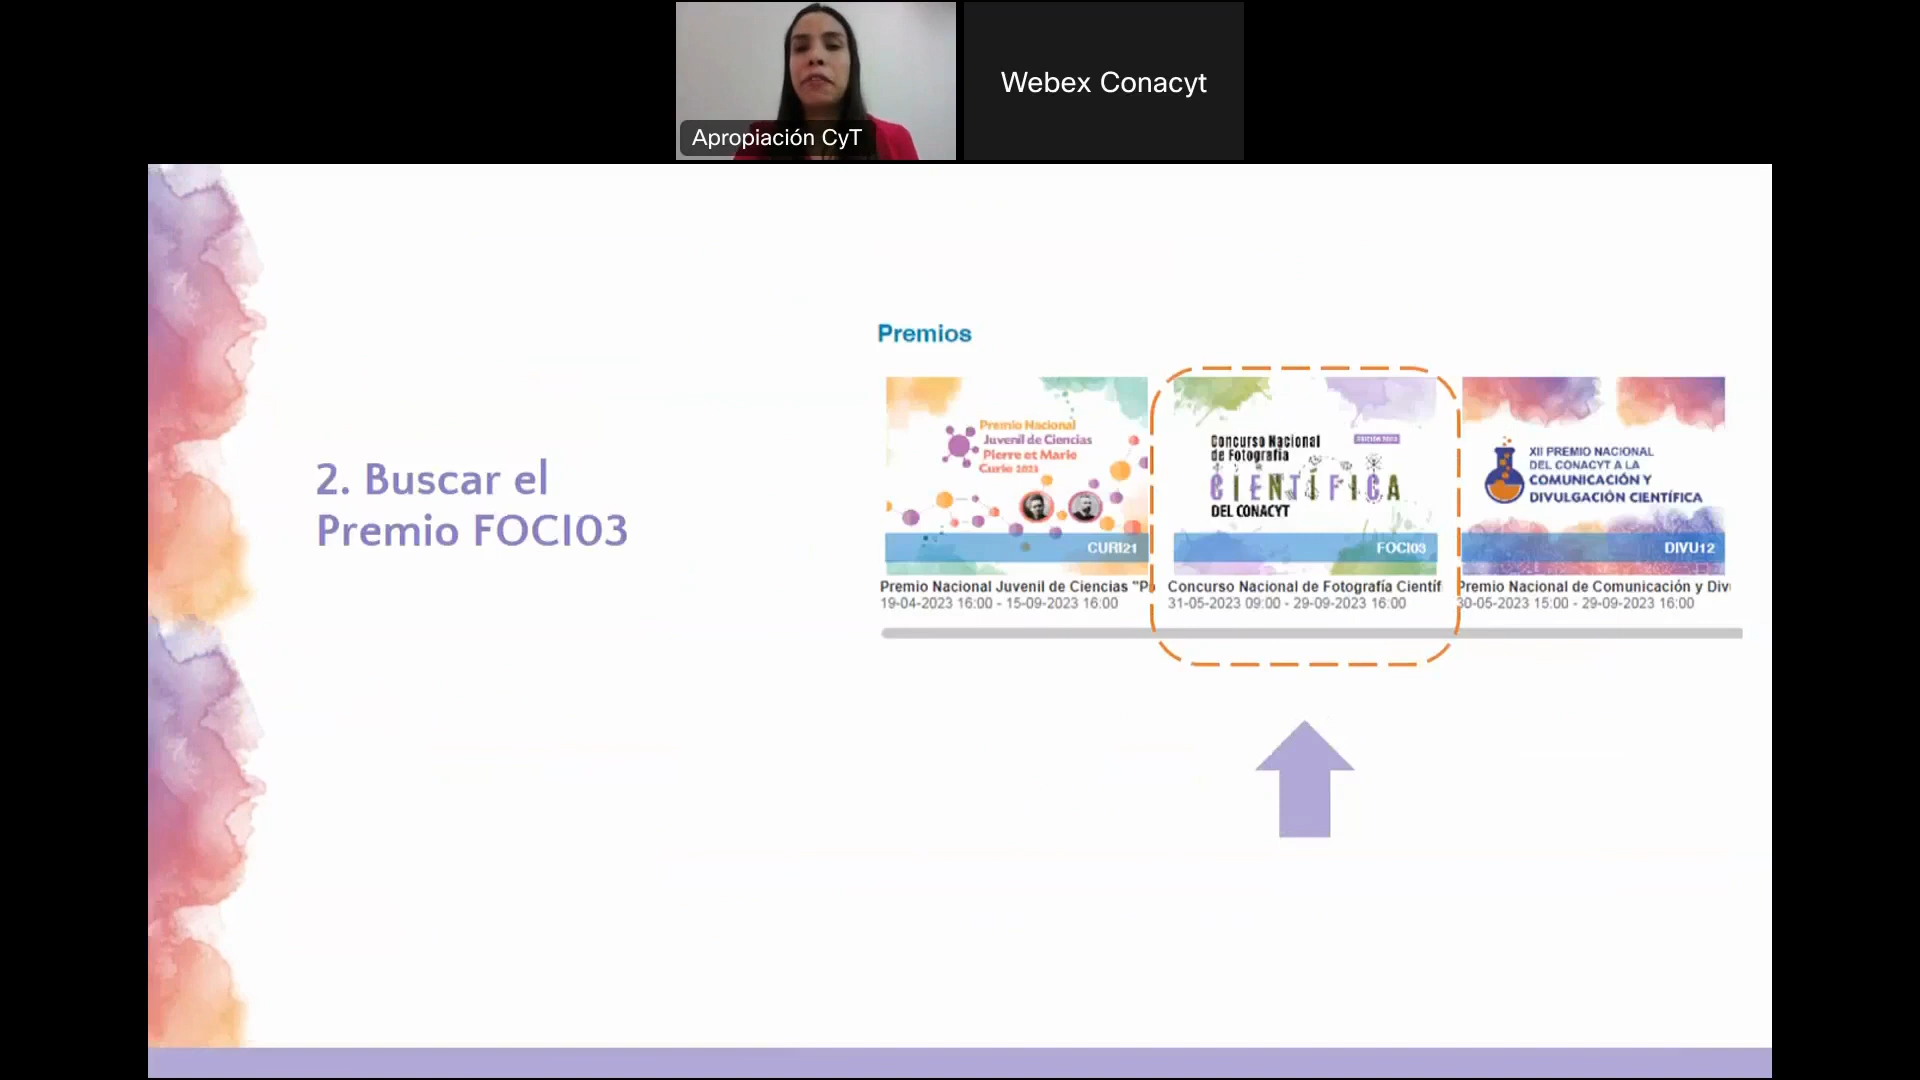 Apropiación CyT
Webex Conacyt
2. Buscar el
Premio FOCI03
Premios
Premio Nacional
Juvenil de Ciencias
Pierre et Marie
Curie 2023
CURI21
Premio Nacional Juvenil de Ciencias "P
19-04-2023 16:00 - 15-09-2023 16:00
Concurso Nacional
de Fotografía
EDICIÓN 2023
CIENTÍFICA
DEL CONACYT
FOCI03
Concurso Nacional de Fotografía Científ
31-05-2023 09:00 - 29-09-2023 16:00
XII PREMIO NACIONAL
DEL CONACYT A LA
COMUNICACIÓN Y
DIVULGACIÓN CIENTÍFICA
DIVU12
Premio Nacional de Comunicación y Div
30-05-2023 15:00 - 29-09-2023 16:00